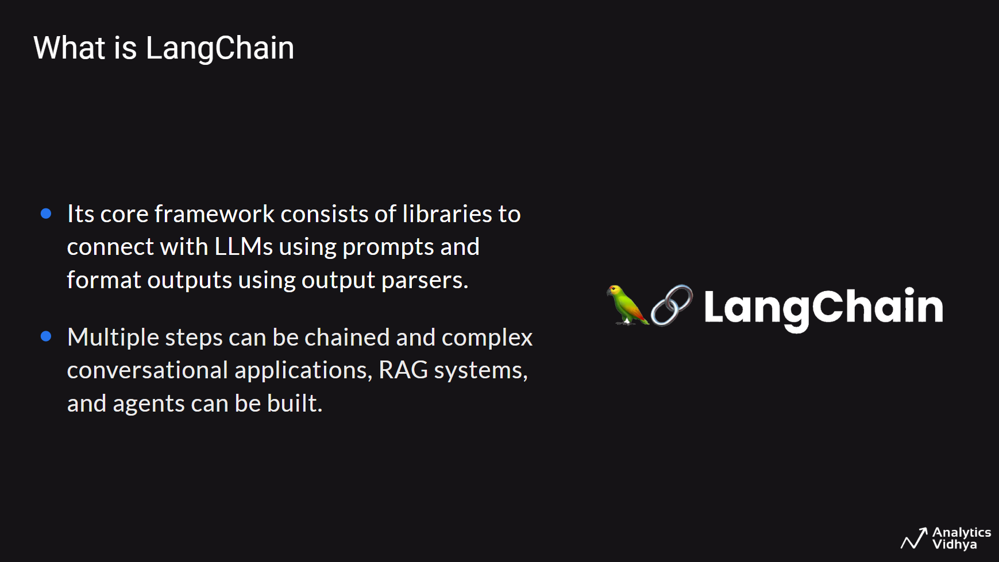 What is LangChain
Its core framework consists of libraries to
connect with LLMs using prompts and
format outputs using output parsers.
Multiple steps can be chained and complex
conversational applications, RAG systems,
and agents can be built.
LangChain
Analytics
Vidhya